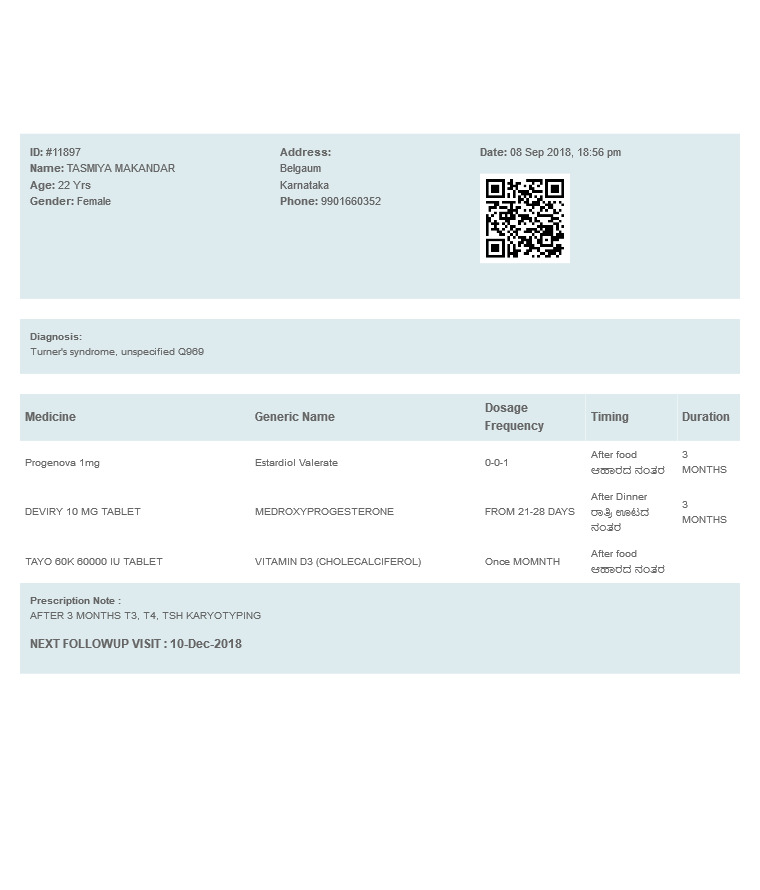 ID: #11897
Name: TASMIYA MAKANDAR
Age: 22 Yrs
Gender: Female
Address:
Belgaum
Karnataka
Phone: 9901660352
Date: 08 Sep 2018, 18:56 pm
Diagnosis:
Turner's syndrome, unspecified Q969
Medicine Generic Name Dosage Frequency Timing Duration
Progenova 1mg Estardiol Valerate 0-0-1 After food ಆಹಾರದ ನಂತರ 3 MONTHS
DEVIRY 10 MG TABLET MEDROXYPROGESTERONE FROM 21-28 DAYS After Dinner ರಾತ್ರಿ ಊಟದ ನಂತರ 3 MONTHS
TAYO 60K 60000 IU TABLET VITAMIN D3 (CHOLECALCIFEROL) Once MOMNTH After food ಆಹಾರದ ನಂತರ
Prescription Note :
AFTER 3 MONTHS T3, T4, TSH KARYOTYPING
NEXT FOLLOWUP VISIT : 10-Dec-2018